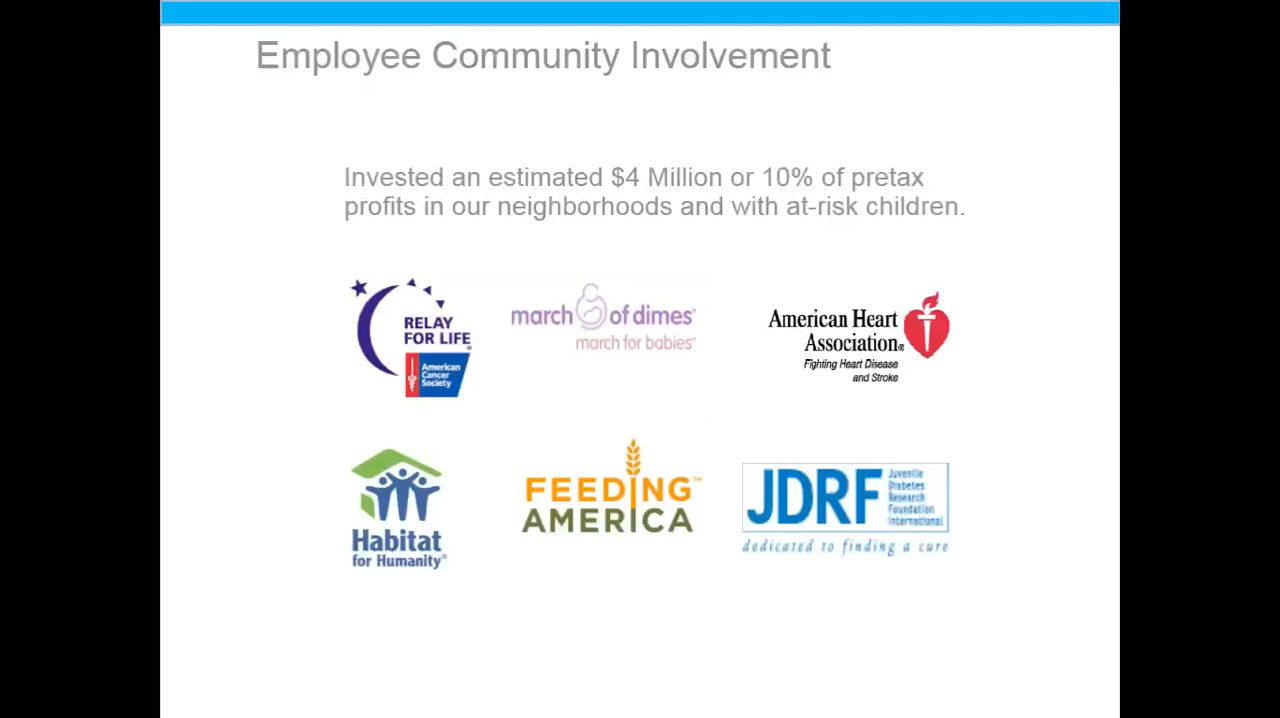 Employee Community Involvement
Invested an estimated $4 Million or 10% of pretax
profits in our neighborhoods and with at-risk children.
RELAY
FOR LIFE®
American
Cancer
Society
march of dimes®
march for babies®
American Heart
Association®
Fighting Heart Disease
and Stroke
Habitat
for Humanity®
FEEDING™
AMERICA
JDRF
Juvenile
Diabetes
Research
Foundation
International
dedicated to finding a cure